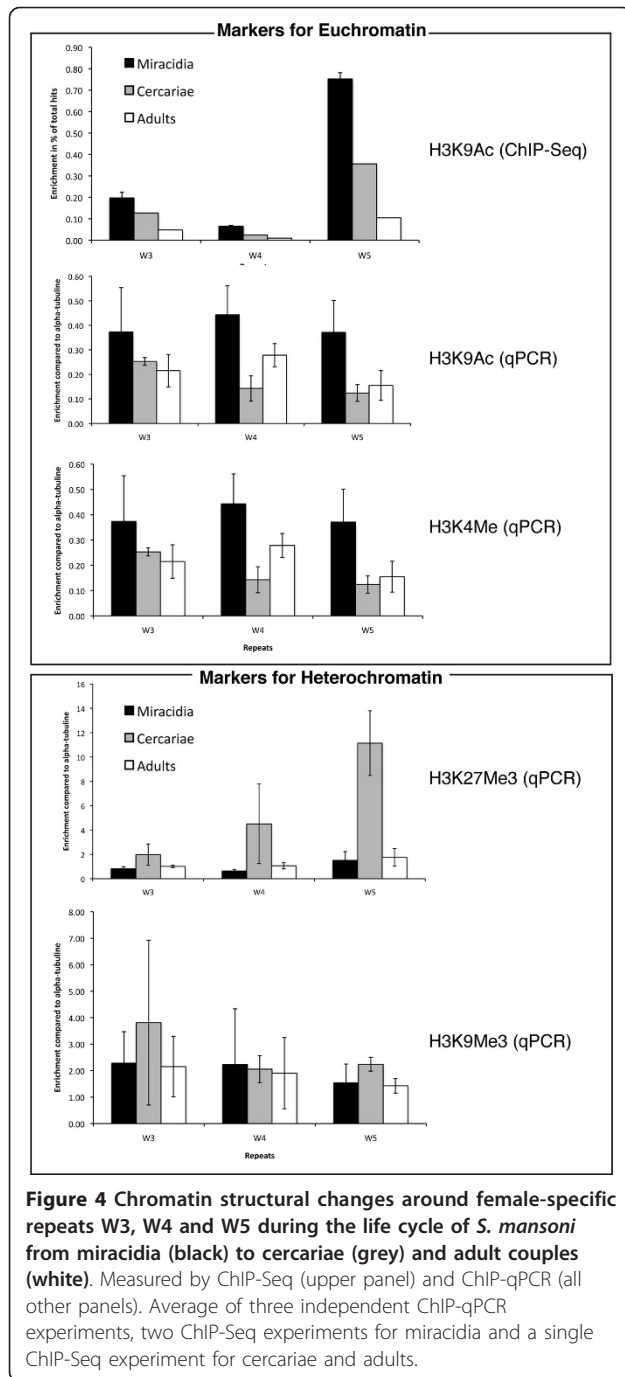 Markers for Euchromatin
0.90
0.80
0.70
0.60
0.50
0.40
0.30
0.20
0.10
0.00
Enrichment in % of total hits
Miracidia
Cercariae
Adults
W3
W4
W5
H3K9Ac (ChIP-Seq)
0.60
0.50
0.40
0.30
0.20
0.10
0.00
Enrichment compared to alpha-tubuline
W3
W4
W5
H3K9Ac (qPCR)
0.60
0.50
0.40
0.30
0.20
0.10
0.00
Enrichment compared to alpha-tubuline
W3
W4
W5
Repeats
H3K4Me (qPCR)
Markers for Heterochromatin
16
14
12
10
8
6
4
2
0
Enrichment compared to alpha-tubuline
Miracidia
Cercariae
Adults
W3
W4
W5
H3K27Me3 (qPCR)
8.00
7.00
6.00
5.00
4.00
3.00
2.00
1.00
0.00
Enrichment compared to alpha-tubuline
W3
W4
W5
Repeats
H3K9Me3 (qPCR)
Figure 4 Chromatin structural changes around female-specific
repeats W3, W4 and W5 during the life cycle of S. mansoni
from miracidia (black) to cercariae (grey) and adult couples
(white). Measured by ChIP-Seq (upper panel) and ChIP-qPCR (all
other panels). Average of three independent ChIP-qPCR
experiments, two ChIP-Seq experiments for miracidia and a single
ChIP-Seq experiment for cercariae and adults.